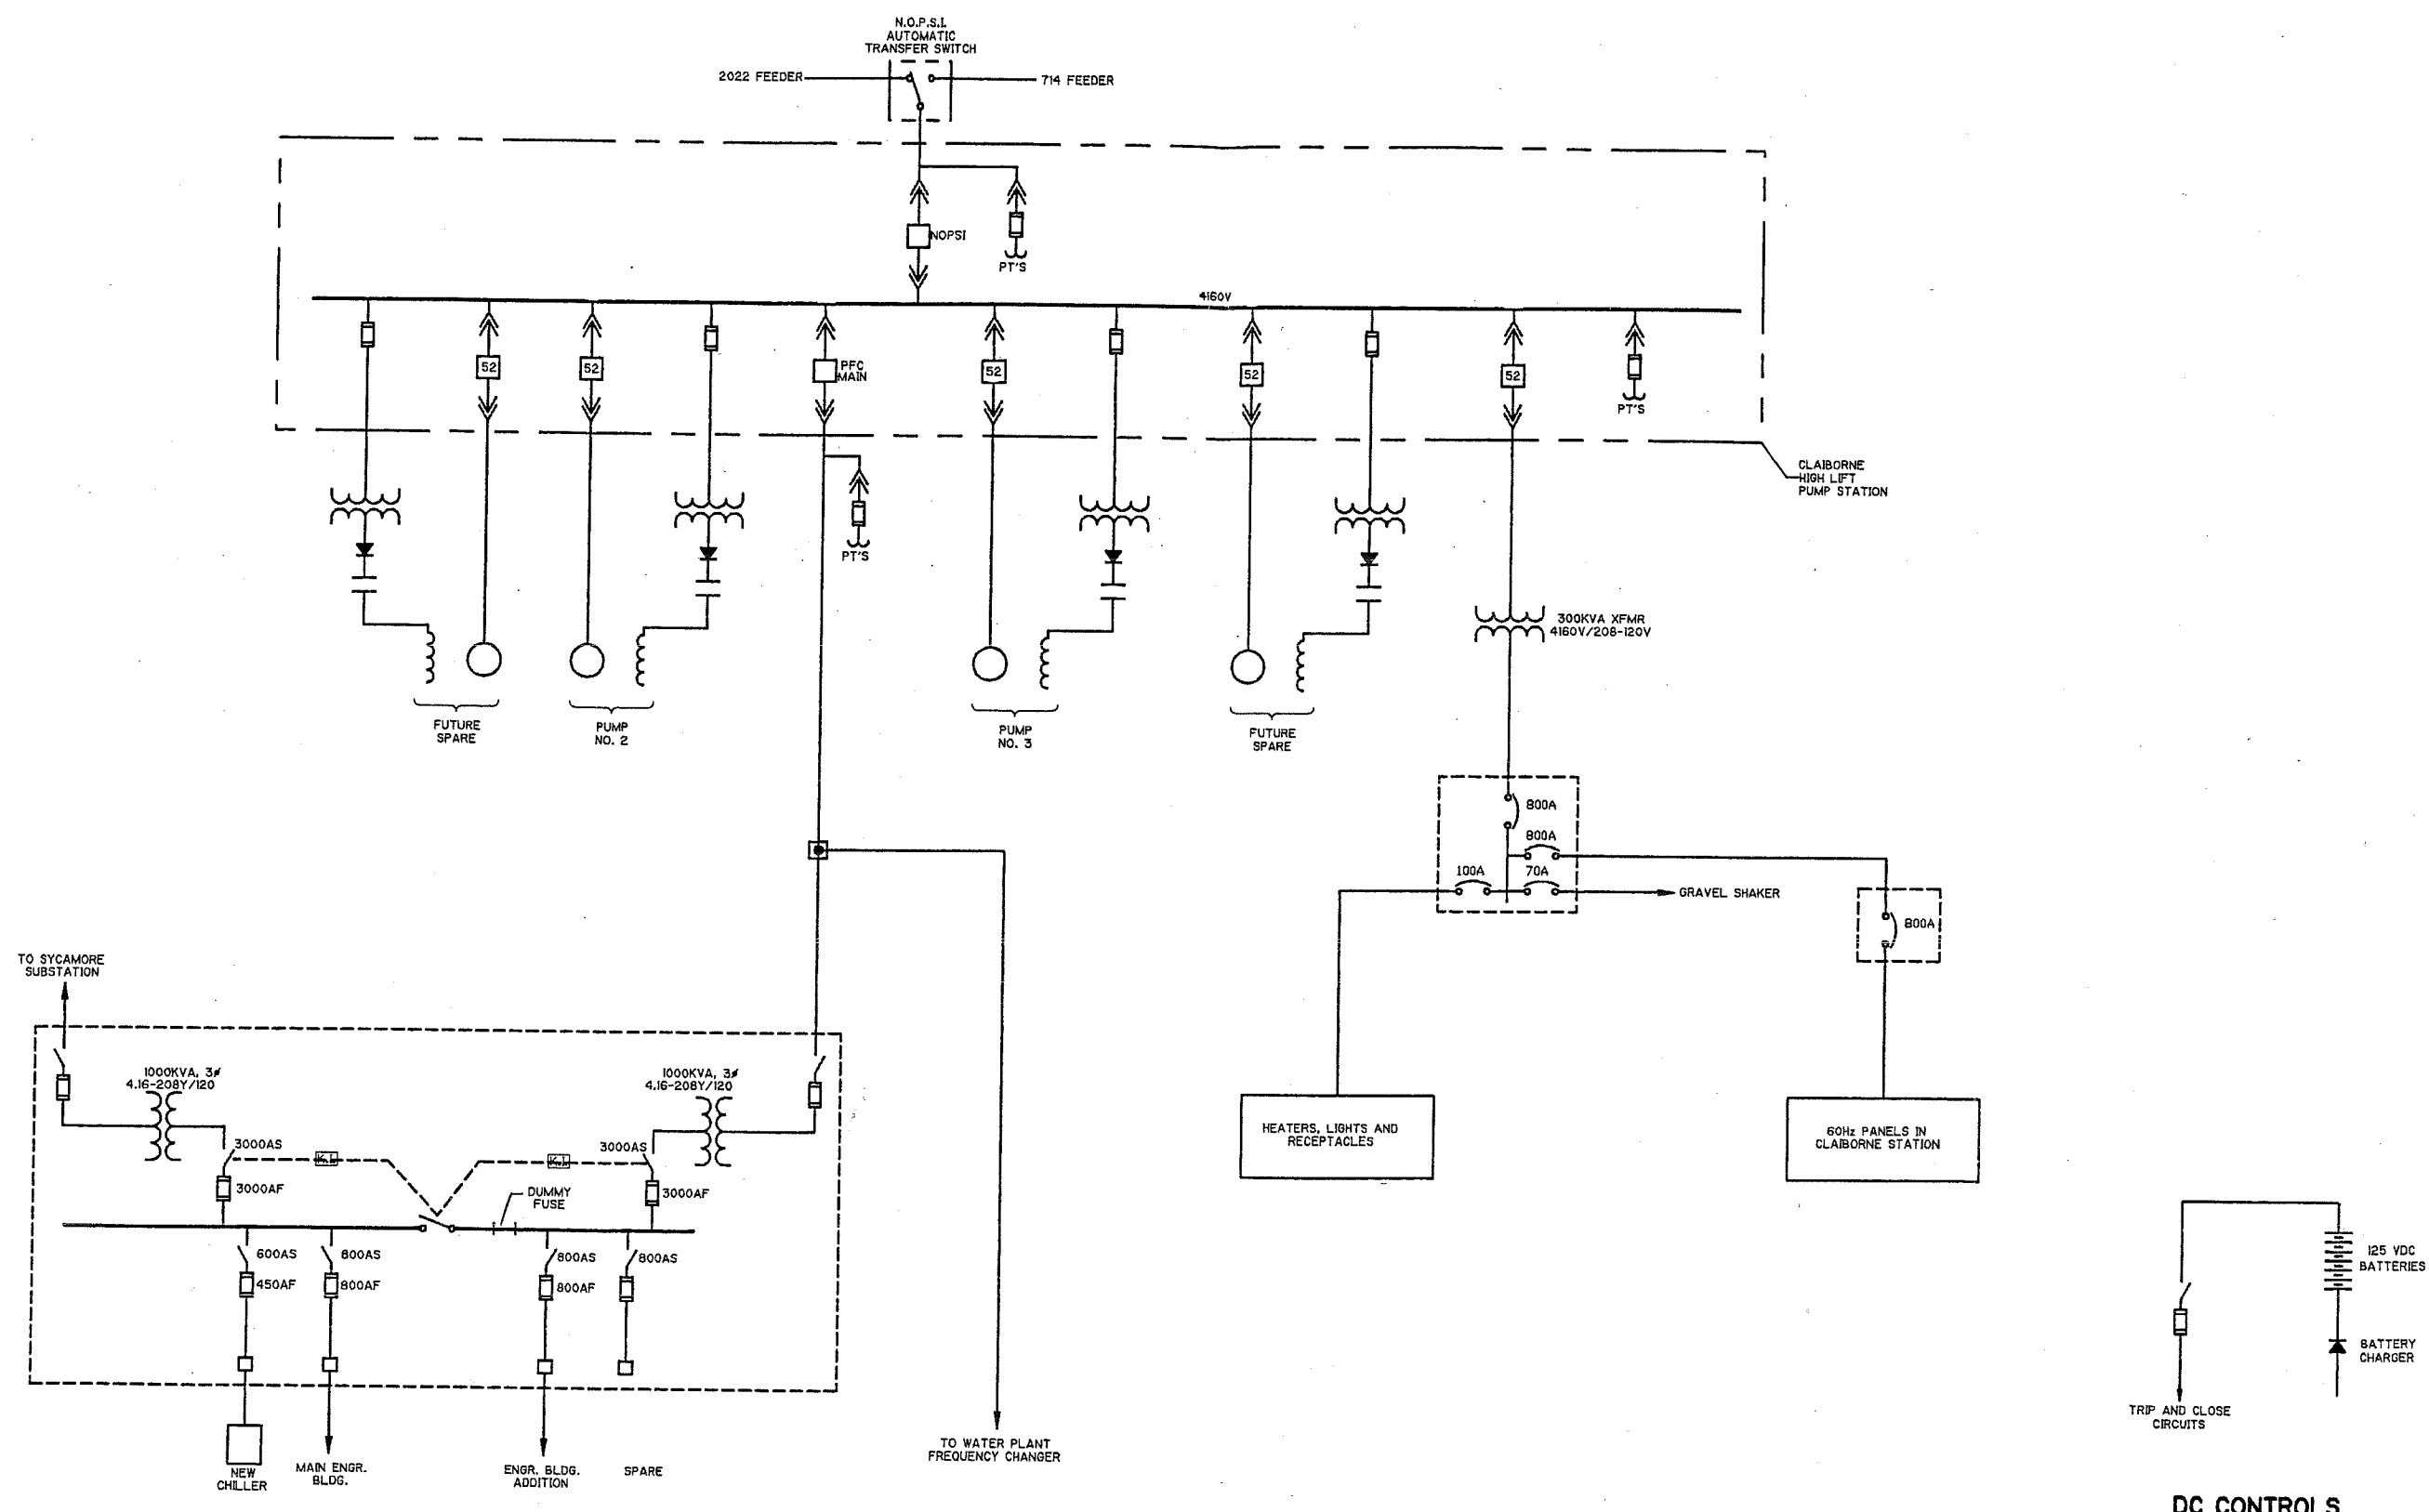 N.O.P.S.I.
AUTOMATIC
TRANSFER SWITCH
2022 FEEDER
714 FEEDER
NOPSI
PT'S
4160V
52
52
PFC
MAIN
52
52
52
PT'S
CLAIBORNE
HIGH LIFT
PUMP STATION
PT'S
300KVA XFMR
4160V/208-120V
FUTURE
SPARE
PUMP
NO. 2
PUMP
NO. 3
FUTURE
SPARE
800A
800A
100A
70A
GRAVEL SHAKER
800A
TO SYCAMORE
SUBSTATION
1000KVA, 3ø
4.16-208Y/120
1000KVA, 3ø
4.16-208Y/120
3000AS
K.I.
K.I.
3000AS
3000AF
DUMMY
FUSE
3000AF
HEATERS, LIGHTS AND
RECEPTACLES
60Hz PANELS IN
CLAIBORNE STATION
600AS
800AS
800AS
800AS
450AF
800AF
800AF
125 VDC
BATTERIES
BATTERY
CHARGER
TRIP AND CLOSE
CIRCUITS
NEW
CHILLER
MAIN ENGR.
BLDG.
ENGR. BLDG.
ADDITION
SPARE
TO WATER PLANT
FREQUENCY CHANGER
DC CONTROLS